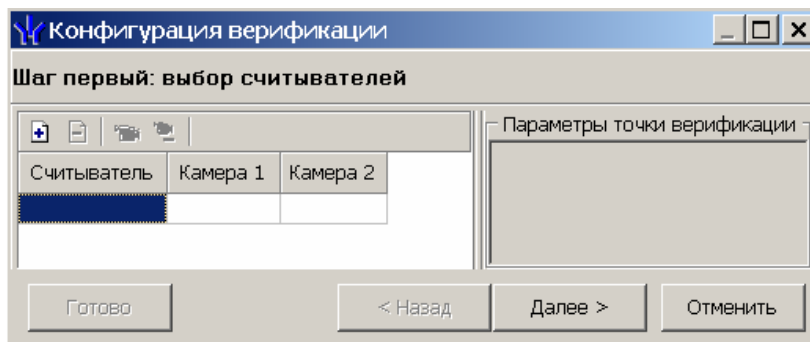 Конфигурация верификации
Шаг первый: выбор считывателей
Параметры точки верификации
Считыватель Камера 1 Камера 2
Готово < Назад Далее > Отменить